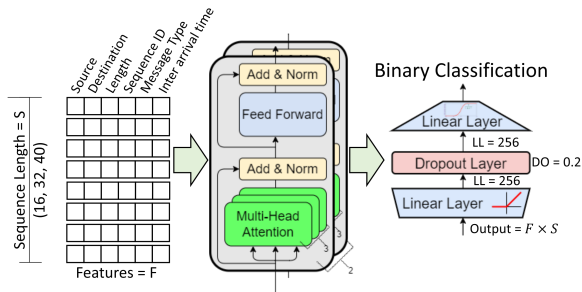 Source
Destination
Length
Sequence ID
Message Type
Inter arrival time
Sequence Length = S
(16, 32, 40)
Features = F
Add & Norm
Feed Forward
Add & Norm
Multi-Head
Attention
3
3
2
Binary Classification
Linear Layer
LL = 256
Dropout Layer
DO = 0.2
LL = 256
Linear Layer
Output = F × S